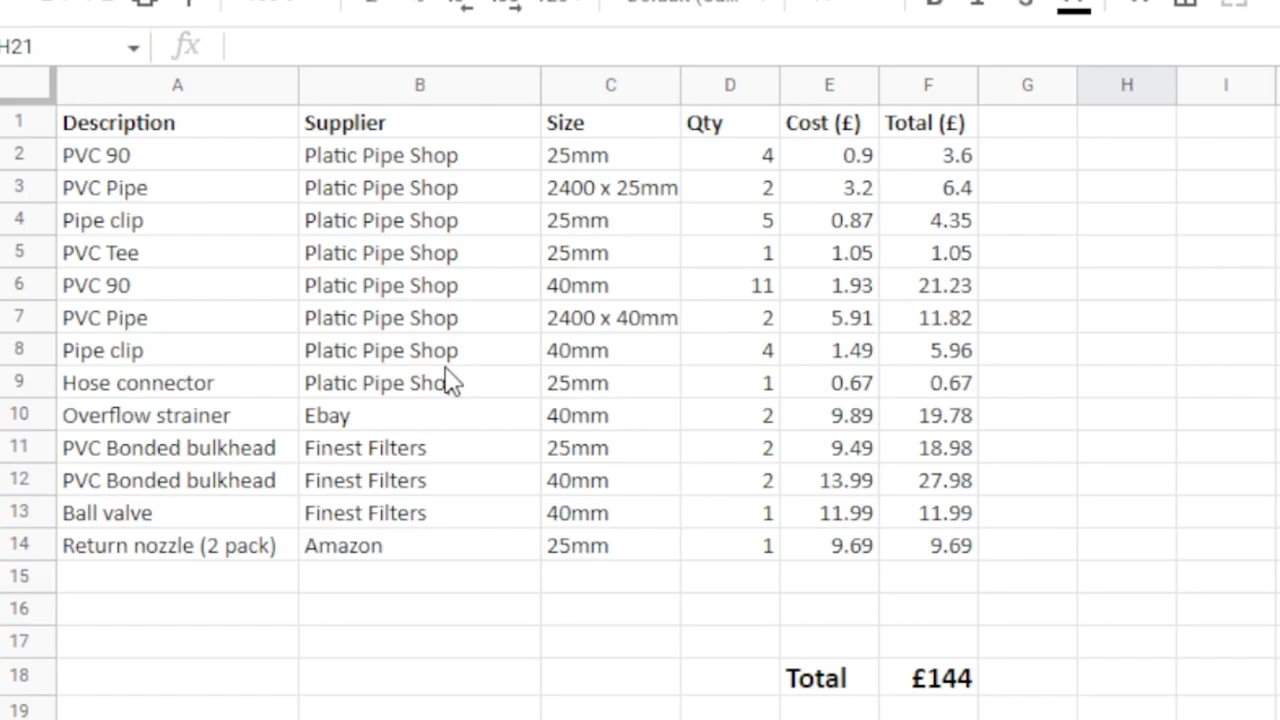 H21 fx
A B C D E F G H I
1 Description Supplier Size Qty Cost (£) Total (£)
2 PVC 90 Platic Pipe Shop 25mm 4 0.9 3.6
3 PVC Pipe Platic Pipe Shop 2400 x 25mm 2 3.2 6.4
4 Pipe clip Platic Pipe Shop 25mm 5 0.87 4.35
5 PVC Tee Platic Pipe Shop 25mm 1 1.05 1.05
6 PVC 90 Platic Pipe Shop 40mm 11 1.93 21.23
7 PVC Pipe Platic Pipe Shop 2400 x 40mm 2 5.91 11.82
8 Pipe clip Platic Pipe Shop 40mm 4 1.49 5.96
9 Hose connector Platic Pipe Shop 25mm 1 0.67 0.67
10 Overflow strainer Ebay 40mm 2 9.89 19.78
11 PVC Bonded bulkhead Finest Filters 25mm 2 9.49 18.98
12 PVC Bonded bulkhead Finest Filters 40mm 2 13.99 27.98
13 Ball valve Finest Filters 40mm 1 11.99 11.99
14 Return nozzle (2 pack) Amazon 25mm 1 9.69 9.69
15
16
17
18 Total £144
19